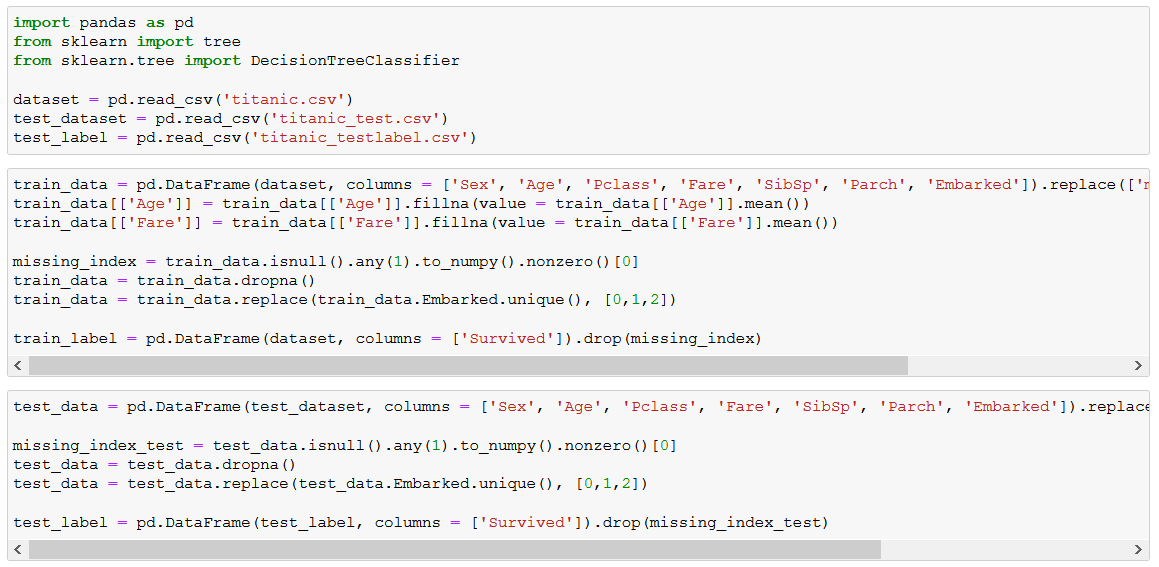 import pandas as pd
from sklearn import tree
from sklearn.tree import DecisionTreeClassifier
dataset = pd.read_csv('titanic.csv')
test_dataset = pd.read_csv('titanic_test.csv')
test_label = pd.read_csv('titanic_testlabel.csv')
train_data = pd.DataFrame(dataset, columns = ['Sex', 'Age', 'Pclass', 'Fare', 'SibSp', 'Parch', 'Embarked']).replace(['
train_data[['Age']] = train_data[['Age']].fillna(value = train_data[['Age']].mean())
train_data[['Fare']] = train_data[['Fare']].fillna(value = train_data[['Fare']].mean())
missing_index = train_data.isnull().any(1).to_numpy().nonzero()[0]
train_data = train_data.dropna()
train_data = train_data.replace(train_data.Embarked.unique(), [0,1,2])
train_label = pd.DataFrame(dataset, columns = ['Survived']).drop(missing_index)
test_data = pd.DataFrame(test_dataset, columns = ['Sex', 'Age', 'Pclass', 'Fare', 'SibSp', 'Parch', 'Embarked']).replace
missing_index_test = test_data.isnull().any(1).to_numpy().nonzero()[0]
test_data = test_data.dropna()
test_data = test_data.replace(test_data.Embarked.unique(), [0,1,2])
test_label = pd.DataFrame(test_label, columns = ['Survived']).drop(missing_index_test)